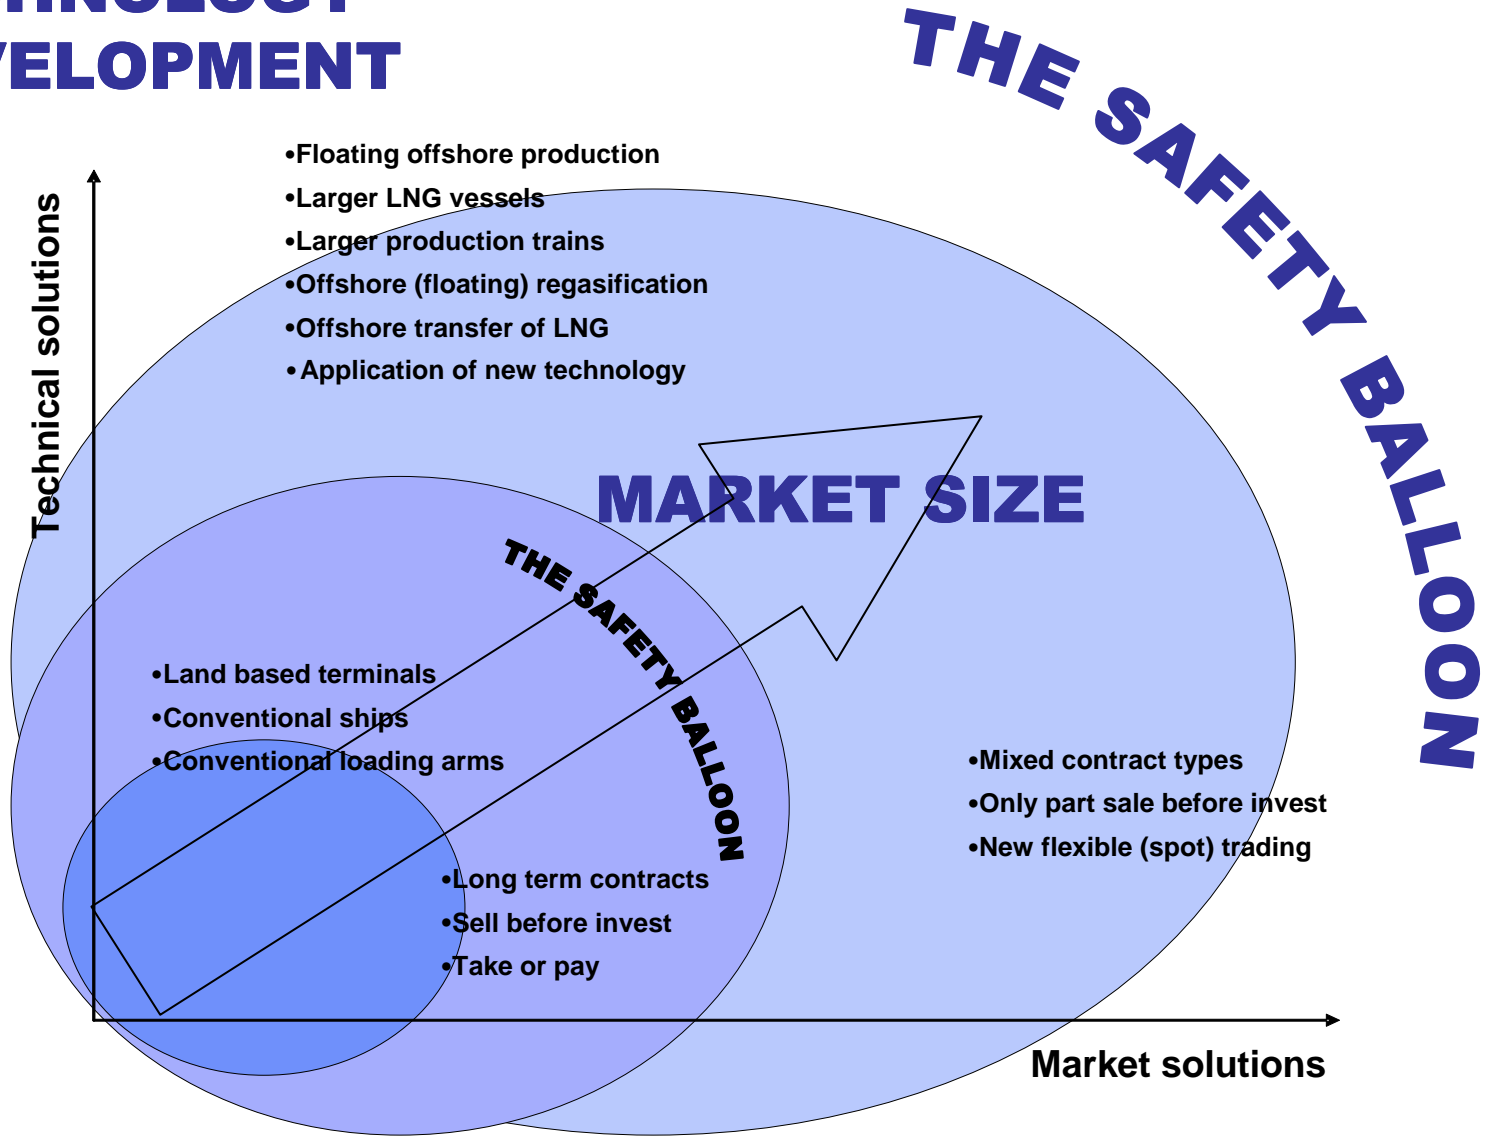 HNOLOGY
VELOPMENT
THE SAFETY BALLOON
•Floating offshore production
•Larger LNG vessels
•Larger production trains
•Offshore (floating) regasification
•Offshore transfer of LNG
•Application of new technology
Technical solutions
MARKET SIZE
THE SAFETY BALLOON
•Land based terminals
•Conventional ships
•Conventional loading arms
•Mixed contract types
•Only part sale before invest
•New flexible (spot) trading
•Long term contracts
•Sell before invest
•Take or pay
Market solutions